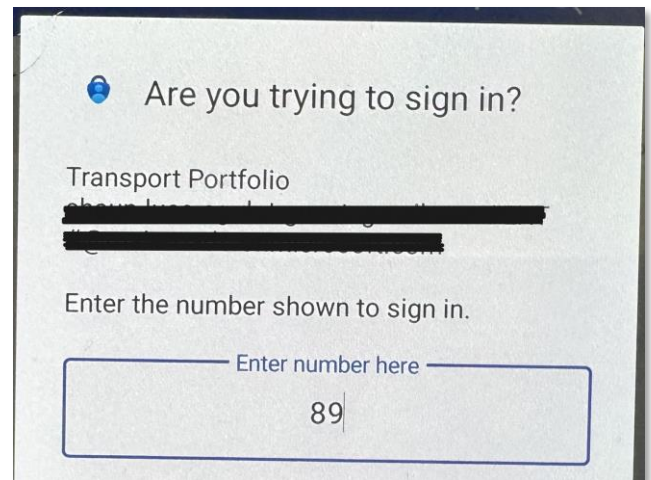 Are you trying to sign in?
Transport Portfolio
Enter the number shown to sign in.
Enter number here
89